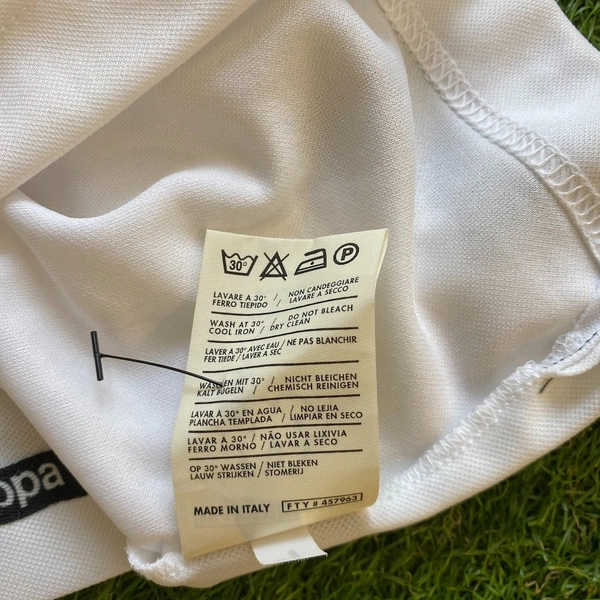 30°
P
LAVARE A 30° / NON CANDEGGIARE
FERRO TIEPIDO / LAVARE A SECCO
WASH AT 30° / DO NOT BLEACH
COOL IRON / DRY CLEAN
LAVER A 30° AVEC EAU / NE PAS BLANCHIR
FER TIEDE / LAVER A SEC
WASCHEN MIT 30° / NICHT BLEICHEN
KALT BÜGELN / CHEMISCH REINIGEN
LAVAR A 30° EN AGUA / NO LEJIA
PLANCHA TEMPLADA / LIMPIAR EN SECO
LAVAR A 30° / NÃO USAR LIXIVIA
FERRO MORNO / LAVAR A SECO
OP 30° WASSEN / NIET BLEKEN
LAUW STRIJKEN / STOMERIJ
MADE IN ITALY FTY # 457963
ppa